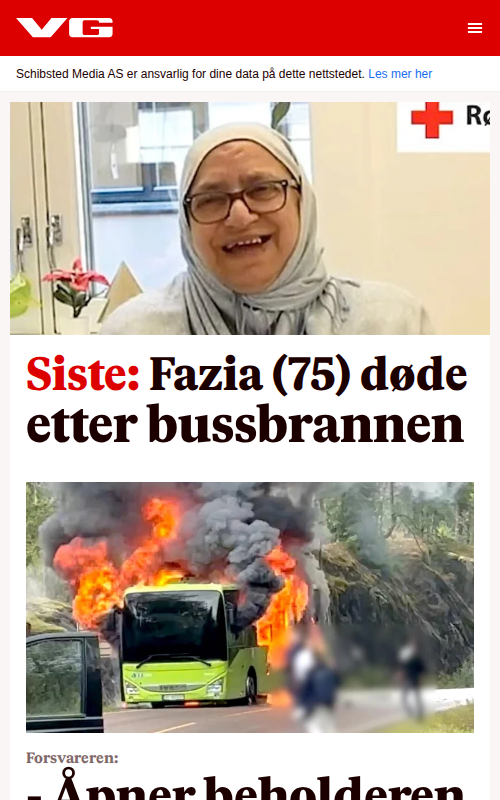 VG
Schibsted Media AS er ansvarlig for dine data på dette nettstedet. Les mer her
Siste: Fazia (75) døde
etter bussbrannen
Forsvareren:
- Åpner beholderen